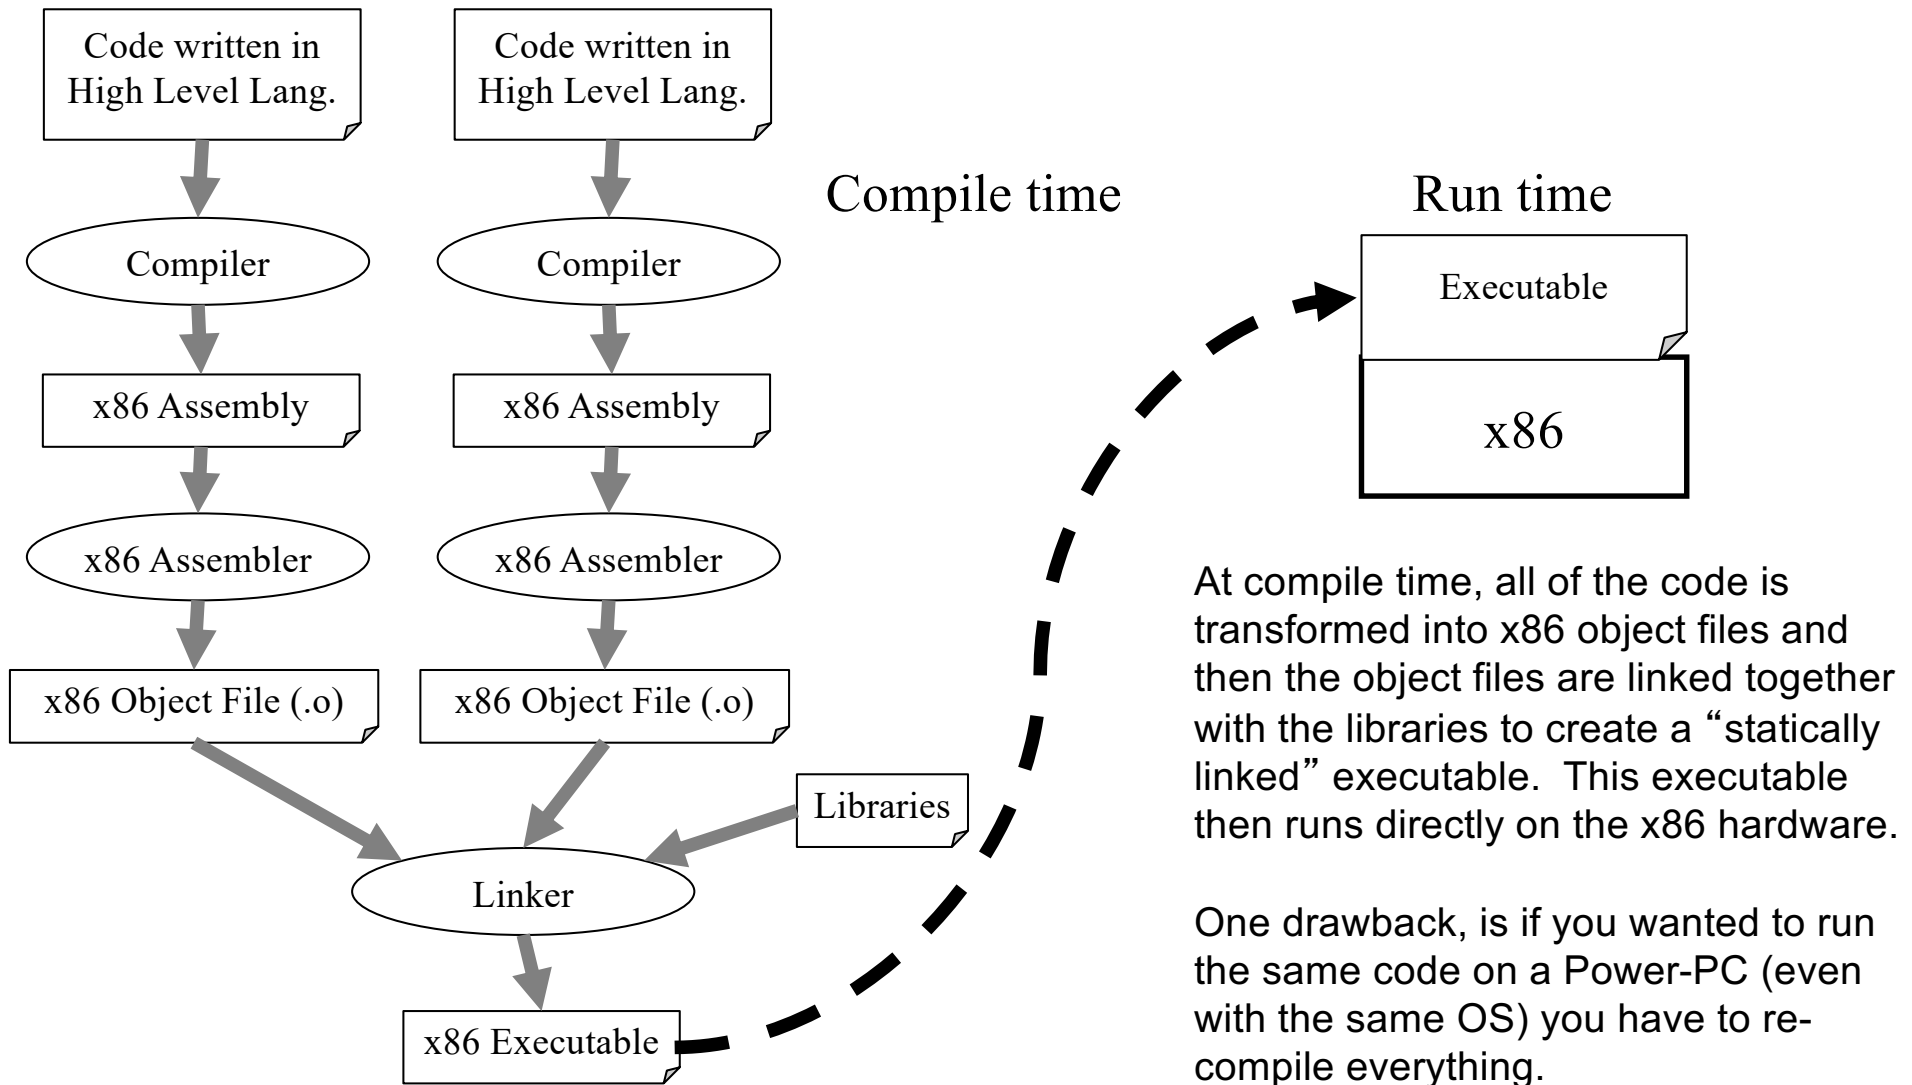 Code written in
High Level Lang.
Code written in
High Level Lang.
Compile time
Run time
Compiler
Compiler
Executable
x86 Assembly
x86 Assembly
x86
x86 Assembler
x86 Assembler
x86 Object File (.o)
x86 Object File (.o)
Libraries
Linker
x86 Executable
At compile time, all of the code is
transformed into x86 object files and
then the object files are linked together
with the libraries to create a “statically
linked” executable.  This executable
then runs directly on the x86 hardware.
One drawback, is if you wanted to run
the same code on a Power-PC (even
with the same OS) you have to re-
compile everything.